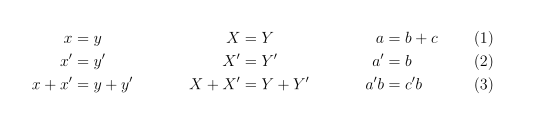 x = y X = Y a = b + c (1)
x′ = y′ X′ = Y′ a′ = b (2)
x + x′ = y + y′ X + X′ = Y + Y′ a′b = c′b (3)